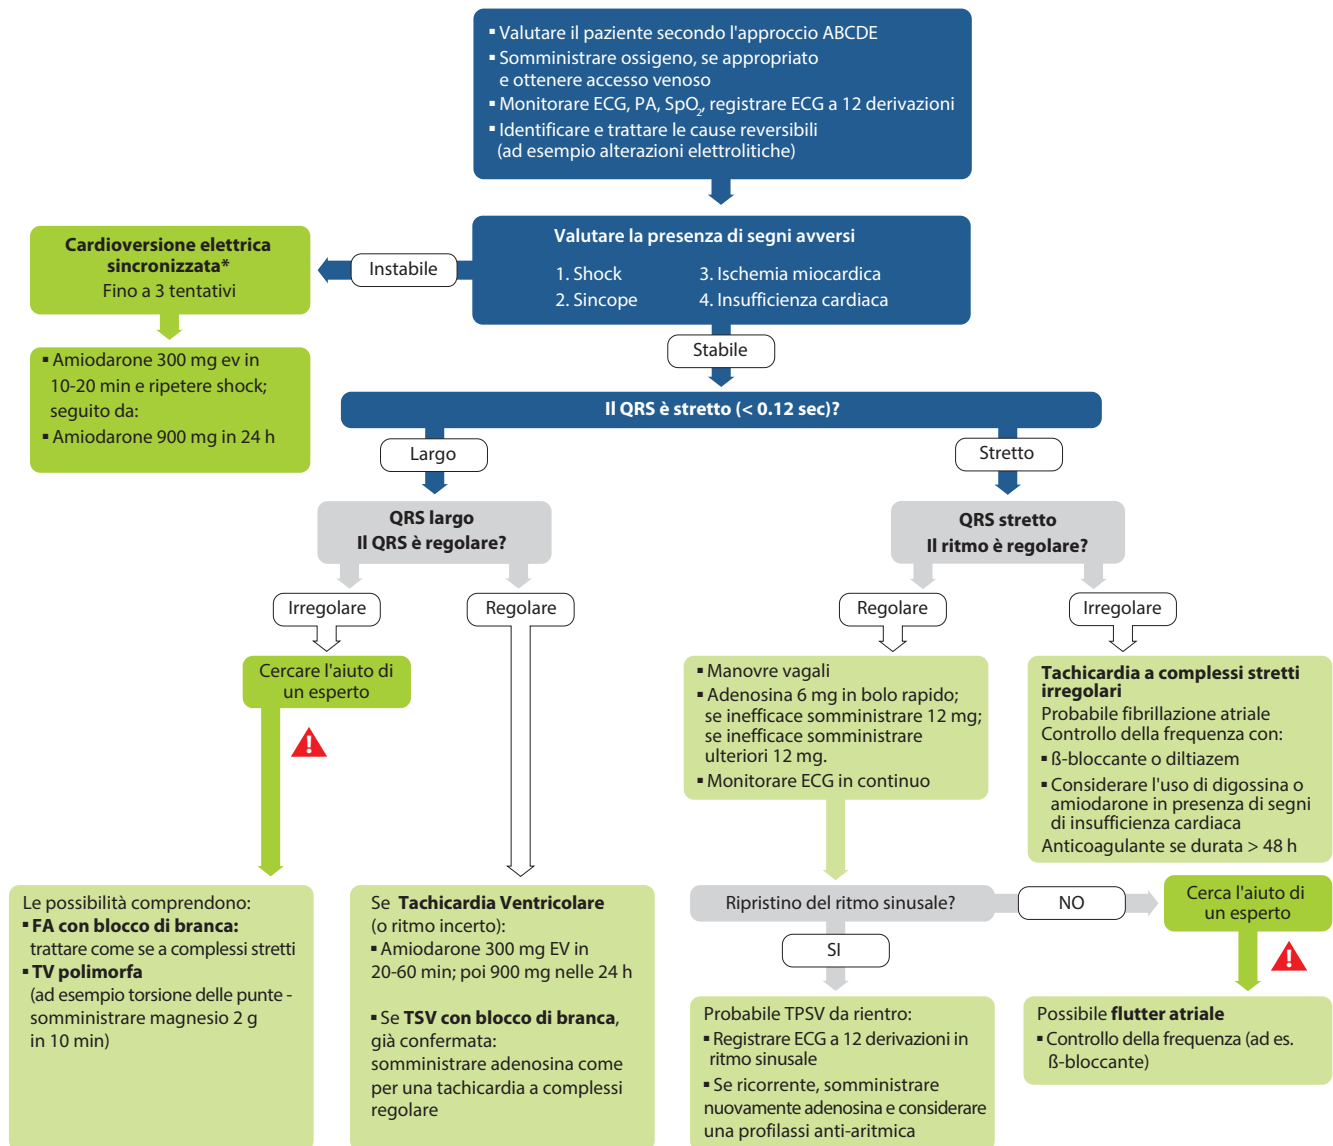 ▪ Valutare il paziente secondo l'approccio ABCDE
▪ Somministrare ossigeno, se appropriato
e ottenere accesso venoso
▪ Monitorare ECG, PA, SpO2, registrare ECG a 12 derivazioni
▪ Identificare e trattare le cause reversibili
(ad esempio alterazioni elettrolitiche)
Valutare la presenza di segni avversi
1. Shock
2. Sincope
3. Ischemia miocardica
4. Insufficienza cardiaca
Instabile
Cardioversione elettrica
sincronizzata*
Fino a 3 tentativi
▪ Amiodarone 300 mg ev in
10-20 min e ripetere shock;
seguito da:
▪ Amiodarone 900 mg in 24 h
Stabile
Il QRS è stretto (< 0.12 sec)?
Largo
Stretto
QRS largo
Il QRS è regolare?
QRS stretto
Il ritmo è regolare?
Irregolare
Regolare
Regolare
Irregolare
Cercare l'aiuto di
un esperto
!
▪ Manovre vagali
▪ Adenosina 6 mg in bolo rapido;
se inefficace somministrare 12 mg;
se inefficace somministrare
ulteriori 12 mg.
▪ Monitorare ECG in continuo
Tachicardia a complessi stretti
irregolari
Probabile fibrillazione atriale
Controllo della frequenza con:
▪ ß-bloccante o diltiazem
▪ Considerare l'uso di digossina o
amiodarone in presenza di segni
di insufficienza cardiaca
Anticoagulante se durata > 48 h
Le possibilità comprendono:
▪ FA con blocco di branca:
trattare come se a complessi stretti
▪ TV polimorfa
(ad esempio torsione delle punte -
somministrare magnesio 2 g
in 10 min)
Se Tachicardia Ventricolare
(o ritmo incerto):
▪ Amiodarone 300 mg EV in
20-60 min; poi 900 mg nelle 24 h
▪ Se TSV con blocco di branca,
già confermata:
somministrare adenosina come
per una tachicardia a complessi
regolare
Ripristino del ritmo sinusale?
NO
Cerca l'aiuto di
un esperto
!
SI
Probabile TPSV da rientro:
▪ Registrare ECG a 12 derivazioni in
ritmo sinusale
▪ Se ricorrente, somministrare
nuovamente adenosina e considerare
una profilassi anti-aritmica
Possibile flutter atriale
▪ Controllo della frequenza (ad es.
ß-bloccante)